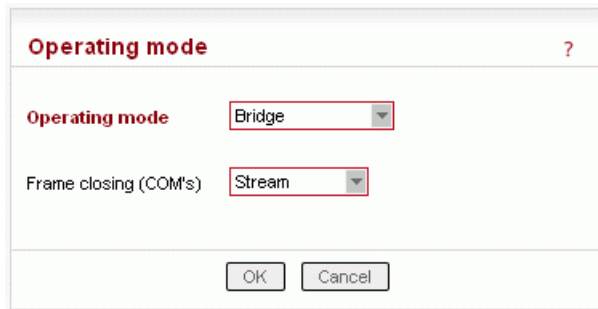 Operating mode ?
Operating mode Bridge
Frame closing (COM's) Stream
OK Cancel